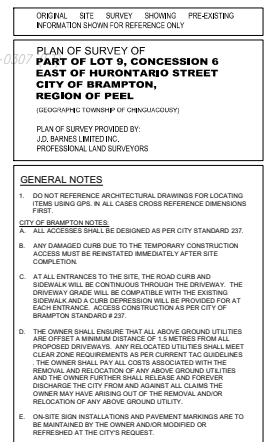 ORIGINAL SITE SURVEY SHOWING PRE-EXISTING
INFORMATION SHOWN FOR REFERENCE ONLY
PLAN OF SURVEY OF
PART OF LOT 9, CONCESSION 6
EAST OF HURONTARIO STREET
CITY OF BRAMPTON,
REGION OF PEEL
(GEOGRAPHIC TOWNSHIP OF CHINGUACOUSY)
PLAN OF SURVEY PROVIDED BY:
J.D. BARNES LIMITED INC.
PROFESSIONAL LAND SURVEYORS
GENERAL NOTES
1. DO NOT REFERENCE ARCHITECTURAL DRAWINGS FOR LOCATING
ITEMS USING GPS. IN ALL CASES CROSS REFERENCE DIMENSIONS
FIRST.
CITY OF BRAMPTON NOTES:
A. ALL ACCESSES SHALL BE DESIGNED AS PER CITY STANDARD 237.
B. ANY DAMAGED CURB DUE TO THE TEMPORARY CONSTRUCTION
ACCESS MUST BE REINSTATED IMMEDIATELY AFTER SITE
COMPLETION.
C. AT ALL ENTRANCES TO THE SITE, THE ROAD CURB AND
SIDEWALK WILL BE CONTINUOUS THROUGH THE DRIVEWAY. THE
DRIVEWAY GRADE WILL BE COMPATIBLE WITH THE EXISTING
SIDEWALK AND A CURB DEPRESSION WILL BE PROVIDED FOR AT
EACH ENTRANCE. ACCESS CONSTRUCTION AS PER CITY OF
BRAMPTON STANDARD # 237.
D. THE OWNER SHALL ENSURE THAT ALL ABOVE GROUND UTILITIES
ARE OFFSET A MINIMUM DISTANCE OF 1.5 METRES FROM ALL
PROPOSED DRIVEWAYS. ANY RELOCATED UTILITIES SHALL MEET
CLEAR ZONE REQUIREMENTS AS PER CURRENT TAC GUIDELINES
. THE OWNER SHALL PAY ALL COSTS ASSOCIATED WITH THE
REMOVAL AND RELOCATION OF ANY ABOVE GROUND UTILITIES
AND THE OWNER FURTHER SHALL RELEASE AND FOREVER
DISCHARGE THE CITY FROM AND AGAINST ALL CLAIMS THE
OWNER MAY HAVE ARISING OUT OF THE REMOVAL AND/OR
RELOCATION OF ANY ABOVE GROUND UTILITY.
E. ON-SITE SIGN INSTALLATIONS AND PAVEMENT MARKINGS ARE TO
BE MAINTAINED BY THE OWNER AND/OR MODIFIED OR
REFRESHED AT THE CITY'S REQUEST.